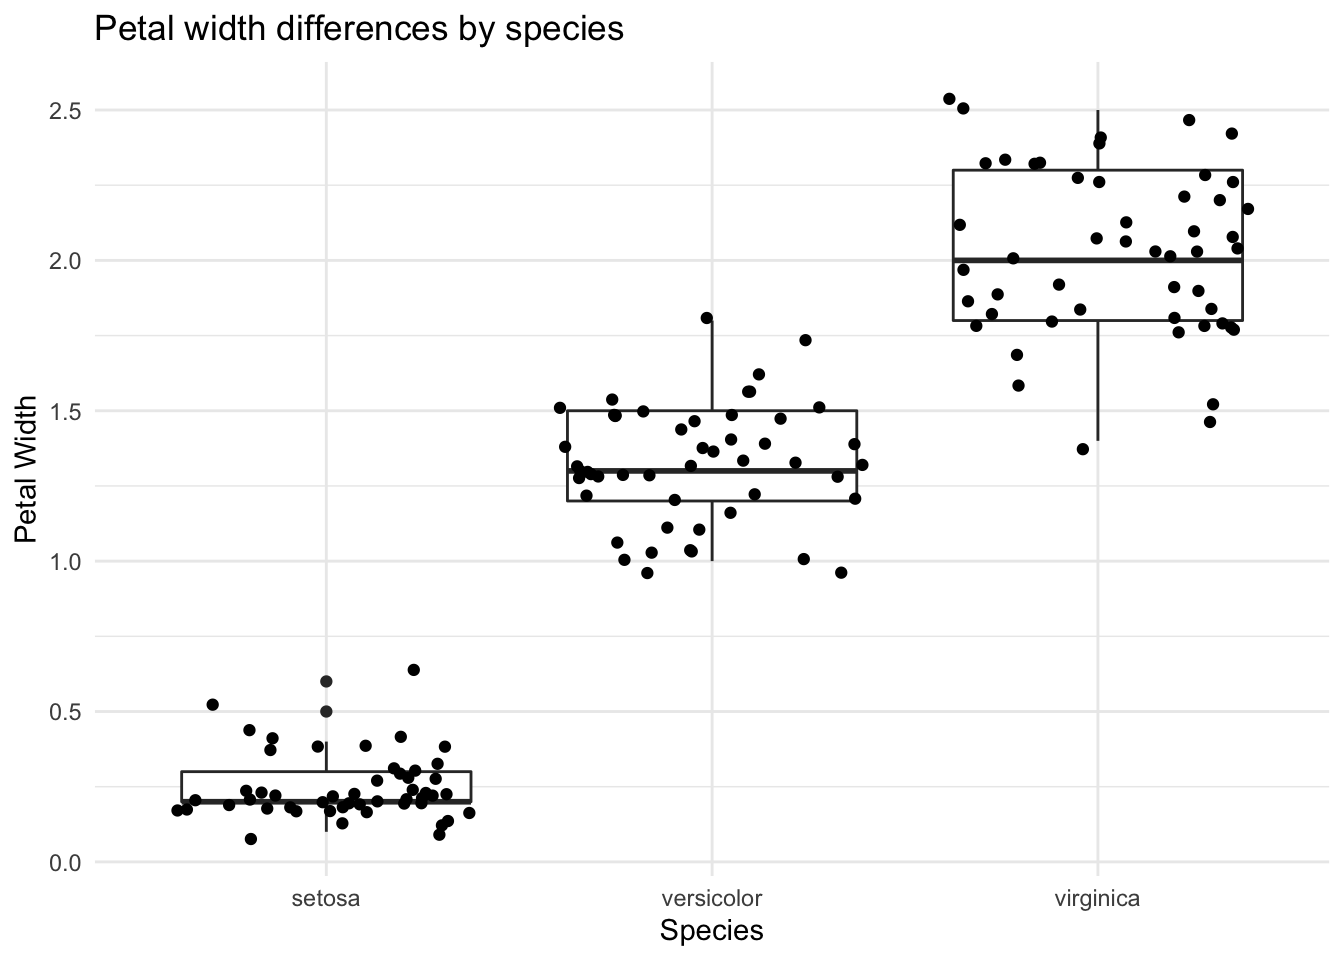 Petal width differences by species
2.5
2.0
1.5
1.0
0.5
0.0
Petal Width
setosa versicolor virginica
Species